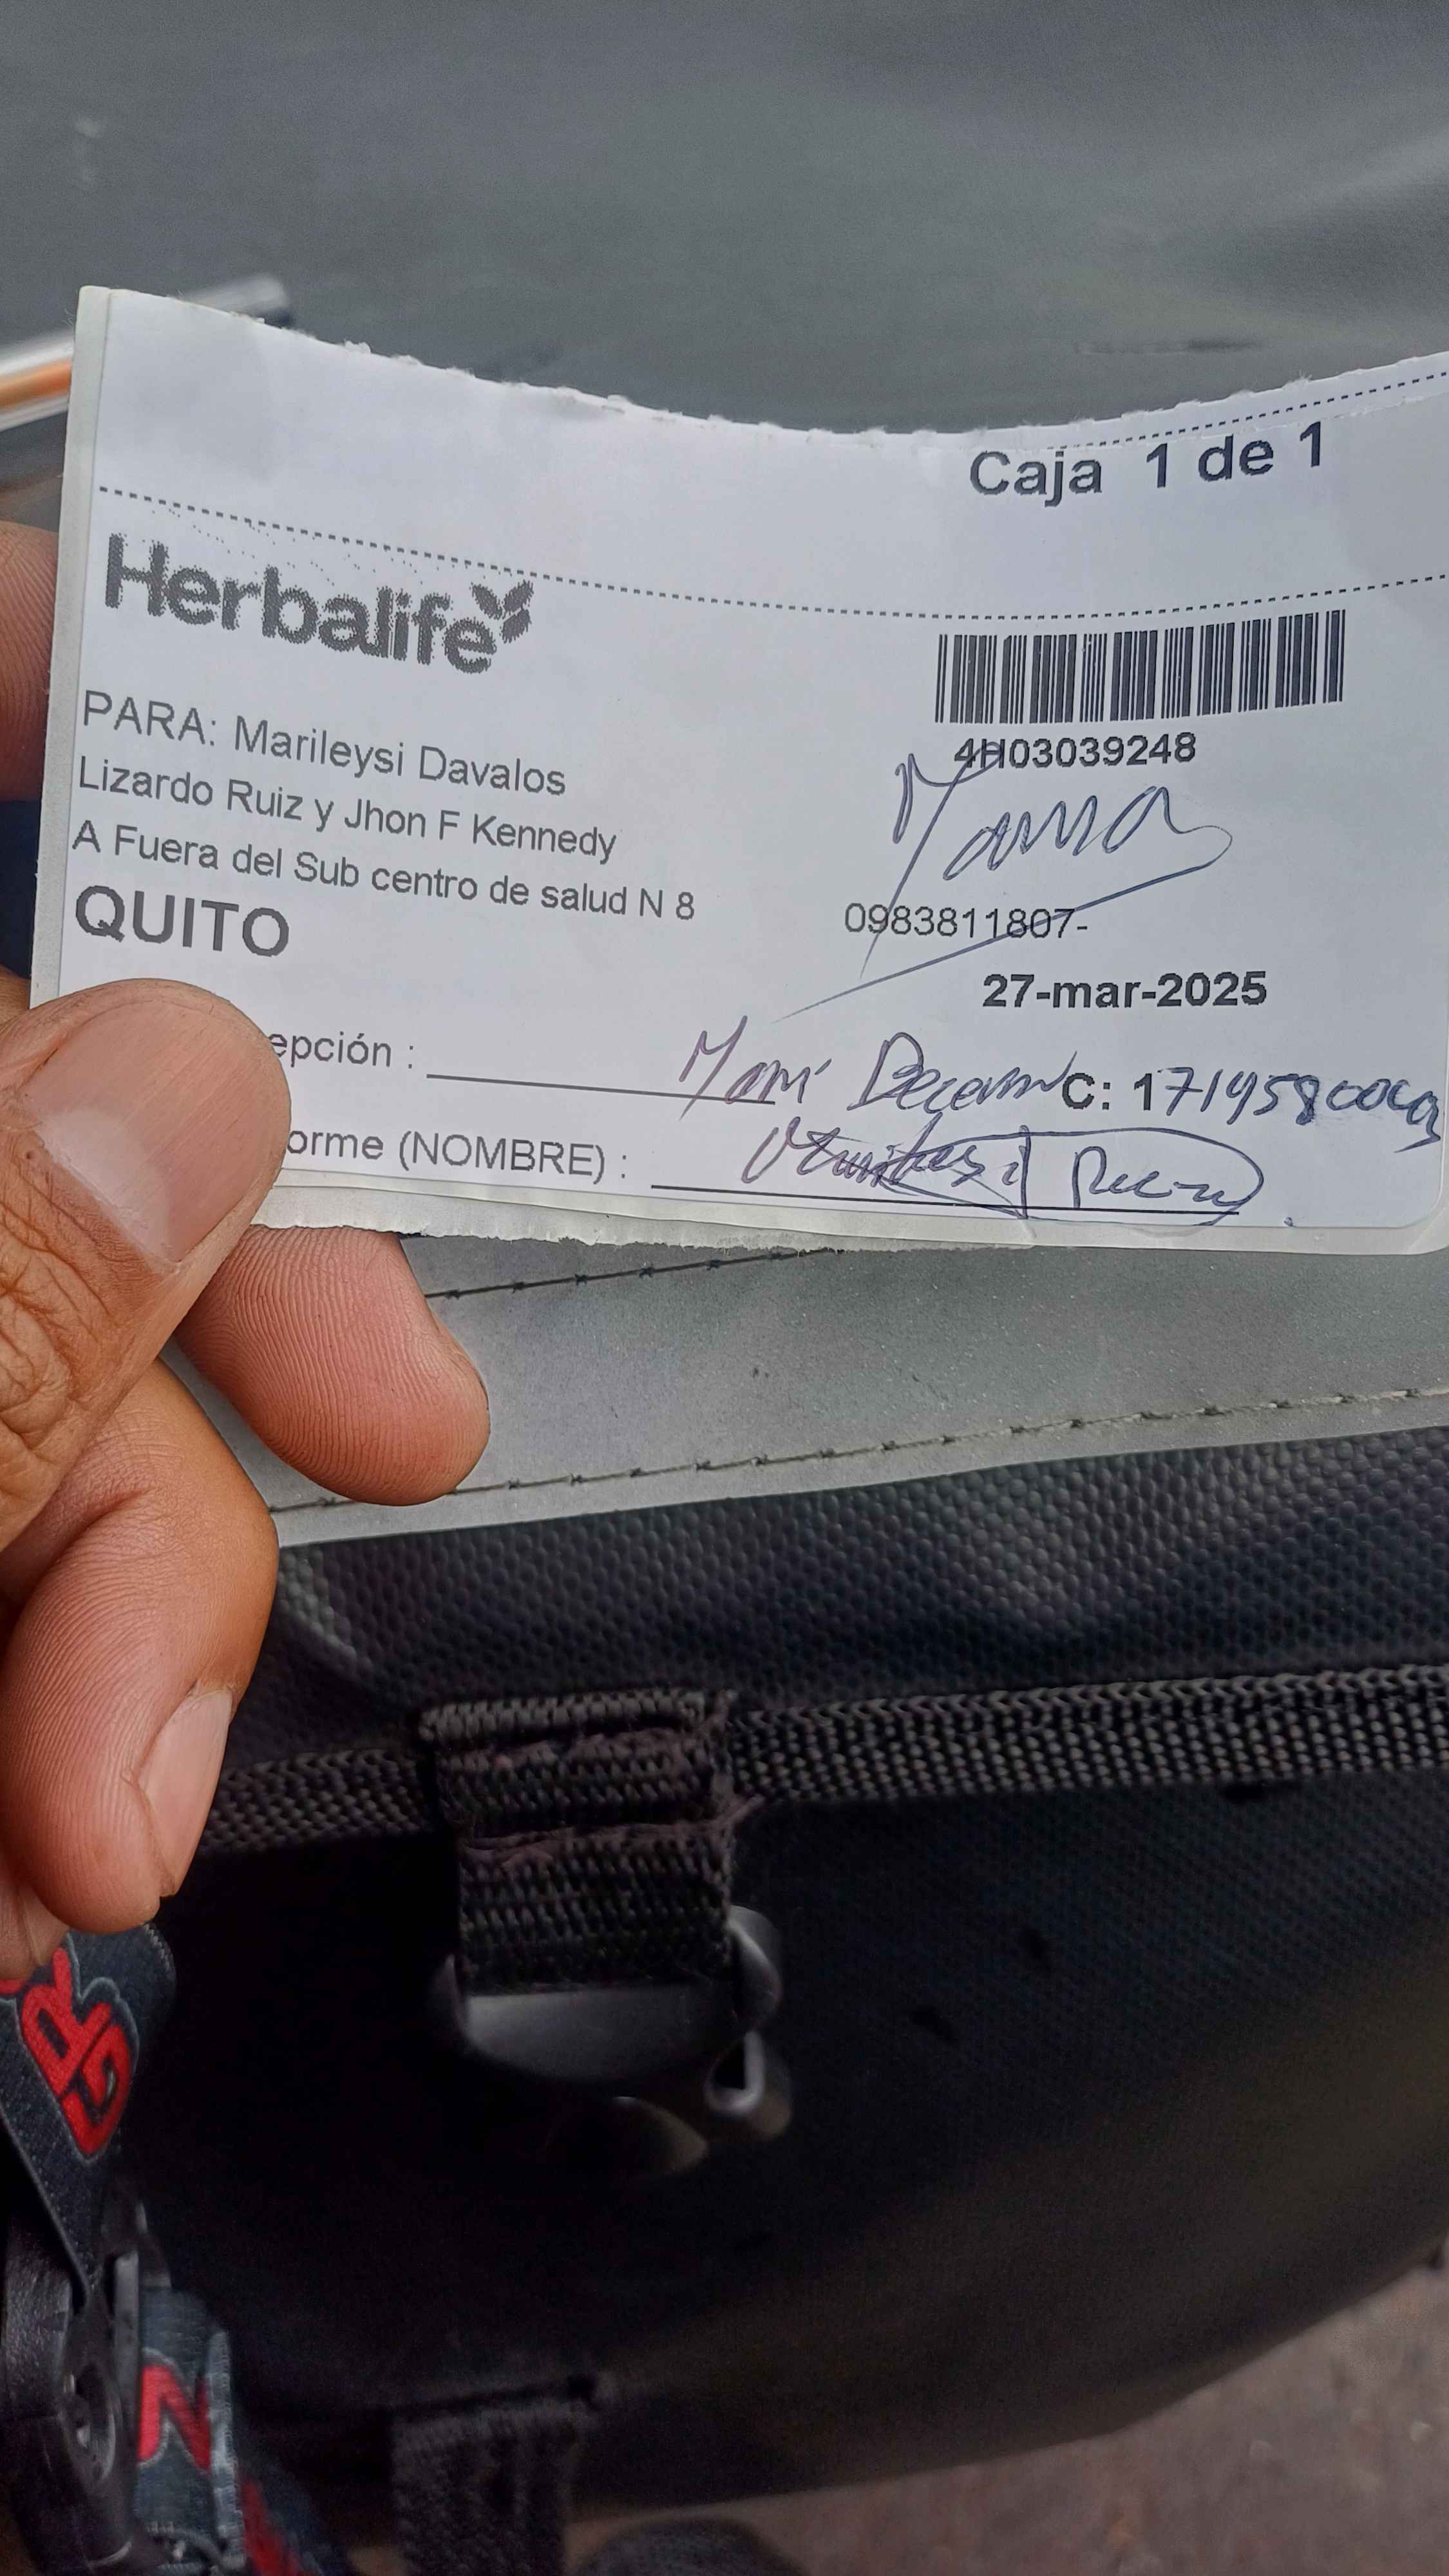 Caja 1 de 1
Herbalife
PARA: Marileysi Davalos
Lizardo Ruiz y Jhon F Kennedy
A Fuera del Sub centro de salud N 8
QUITO
4H03039248
0983811807-
27-mar-2025
epción :
C: 1
orme (NOMBRE) :